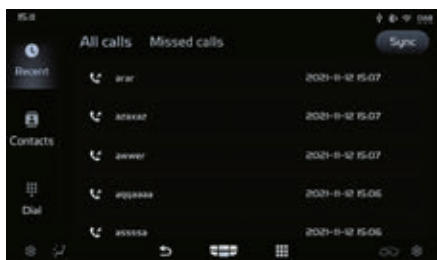 15:11
All calls Missed calls Sync
Recent
arar 2021-11-12 15:07
Contacts
awwer 2021-11-12 15:07
2021-11-12 15:07
aqqaaaa 2021-11-12 15:06
Dial
assssa 2021-11-12 15:06